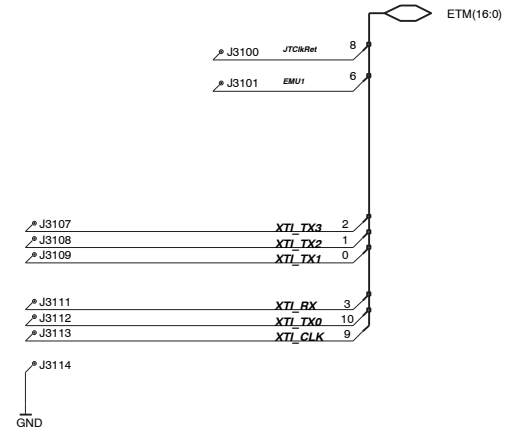 ETM(16:0)
J3100 JTClkRet 8
J3101 EMU1 6
J3107 XTI_TX3 2
J3108 XTI_TX2 1
J3109 XTI_TX1 0
J3111 XTI_RX 3
J3112 XTI_TX0 10
J3113 XTI_CLK 9
J3114
GND